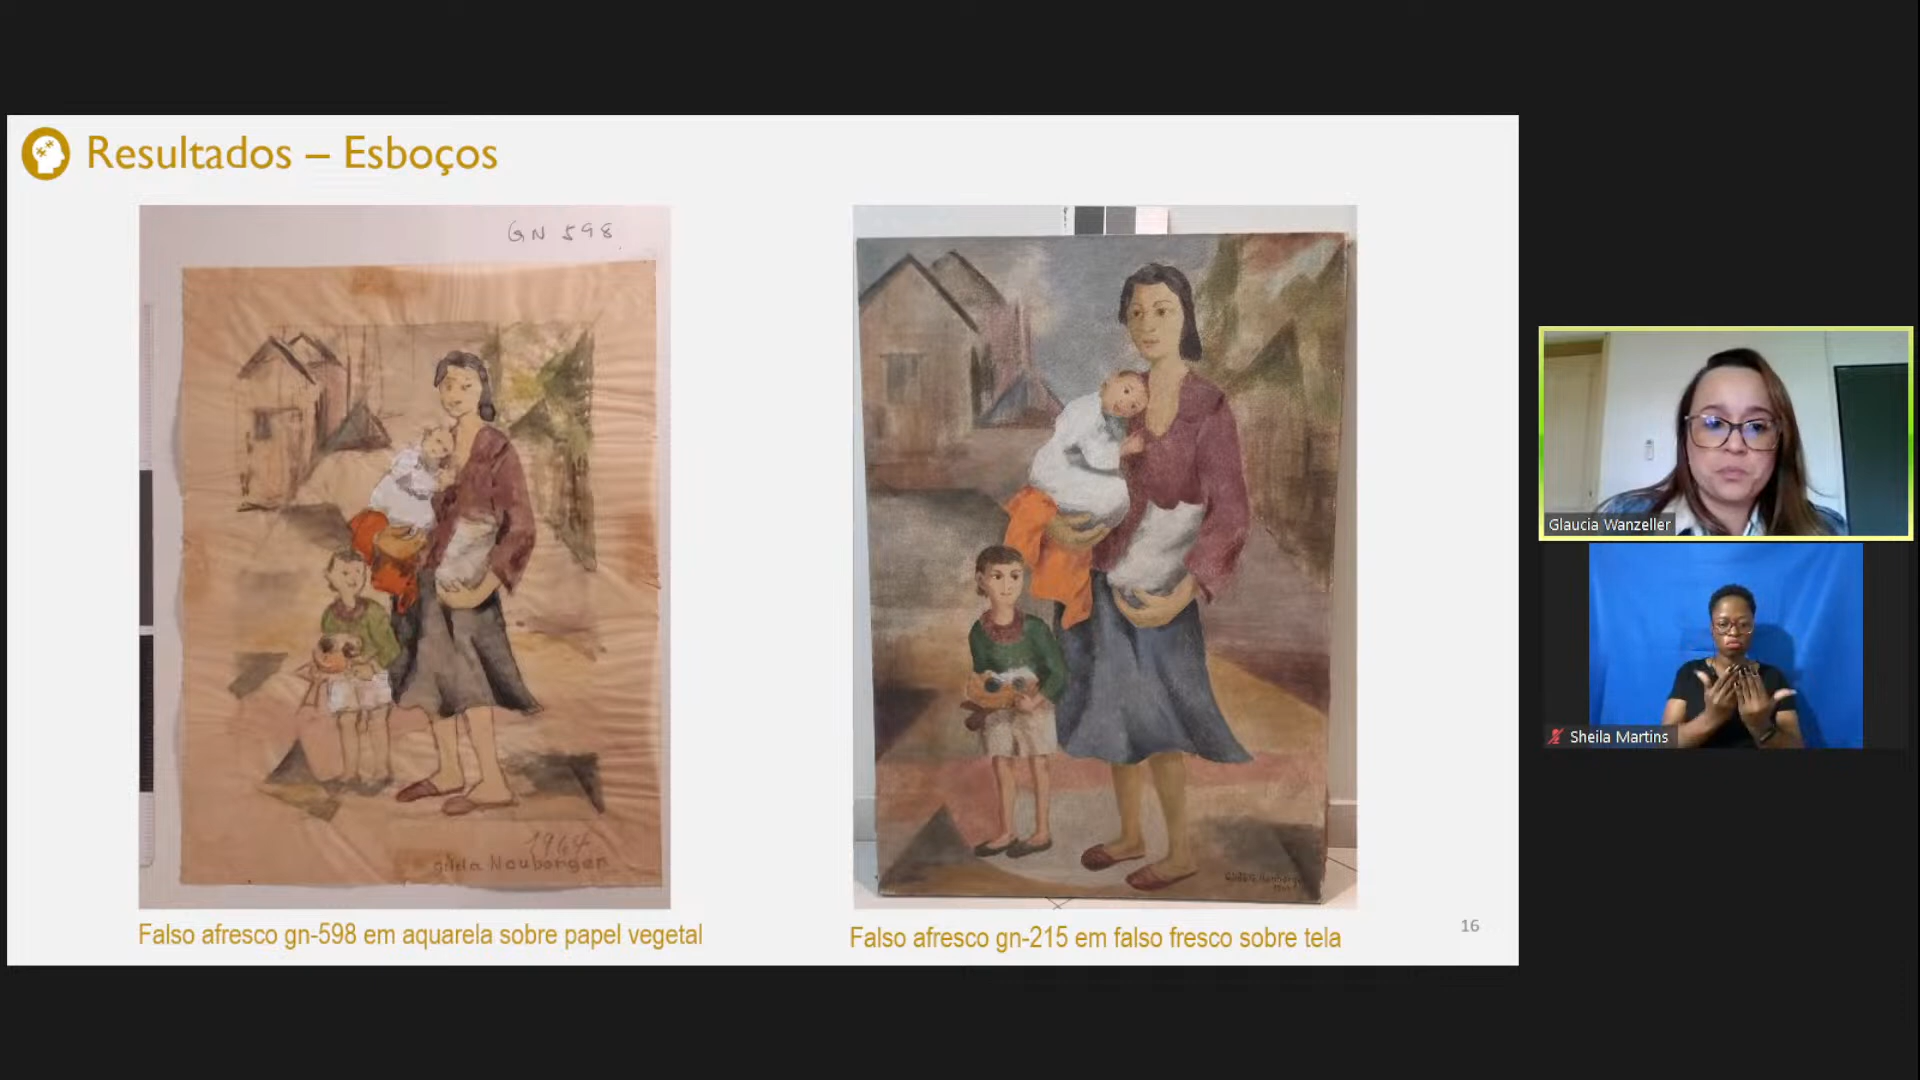 Resultados – Esboços
GN 598
1964
Gilda Neuberger
Falso afresco gn-598 em aquarela sobre papel vegetal
Falso afresco gn-215 em falso fresco sobre tela
16
Glaucia Wanzeller
Sheila Martins